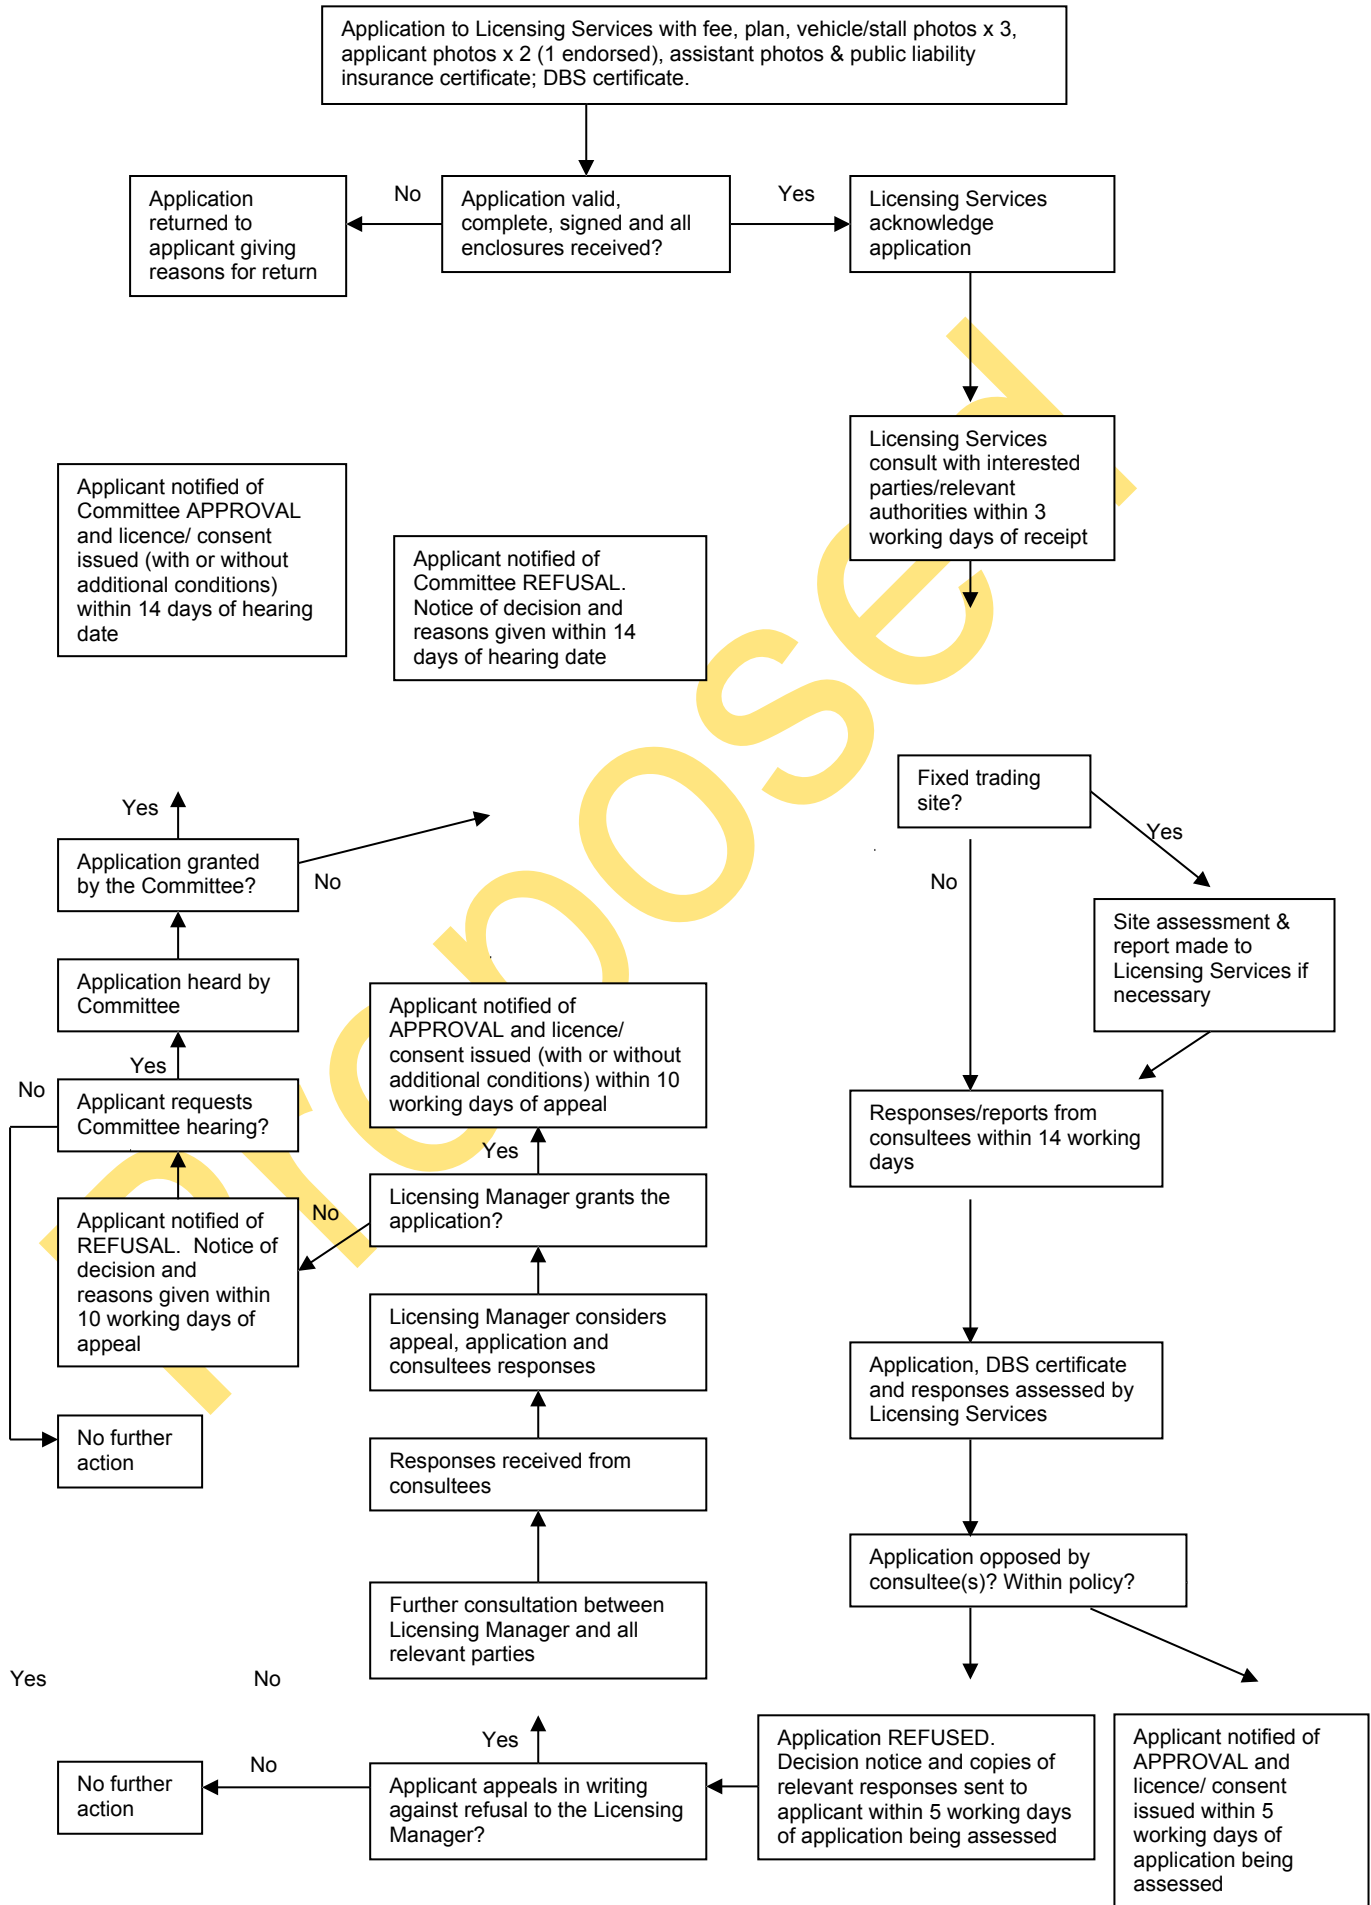 Application to Licensing Services with fee, plan, vehicle/stall photos x 3,
applicant photos x 2 (1 endorsed), assistant photos & public liability
insurance certificate; DBS certificate.
Application
returned to
applicant giving
reasons for return
No
Application valid,
complete, signed and all
enclosures received?
Yes
Licensing Services
acknowledge
application
Licensing Services
consult with interested
parties/relevant
authorities within 3
working days of receipt
Applicant notified of
Committee APPROVAL
and licence/ consent
issued (with or without
additional conditions)
within 14 days of hearing
date
Applicant notified of
Committee REFUSAL.
Notice of decision and
reasons given within 14
days of hearing date
Fixed trading
site?
Yes
No
Site assessment &
report made to
Licensing Services if
necessary
Yes
Application granted
by the Committee?
No
Application heard by
Committee
Yes
No
Applicant requests
Committee hearing?
Applicant notified of
APPROVAL and licence/
consent issued (with or without
additional conditions) within 10
working days of appeal
Yes
Responses/reports from
consultees within 14 working
days
Applicant notified of
REFUSAL.  Notice of
decision and
reasons given within
10 working days of
appeal
No
Licensing Manager grants the
application?
Licensing Manager considers
appeal, application and
consultees responses
Application, DBS certificate
and responses assessed by
Licensing Services
No further
action
Responses received from
consultees
Application opposed by
consultee(s)? Within policy?
Further consultation between
Licensing Manager and all
relevant parties
Yes
No
No further
action
No
Yes
Applicant appeals in writing
against refusal to the Licensing
Manager?
Application REFUSED.
Decision notice and copies of
relevant responses sent to
applicant within 5 working days
of application being assessed
Applicant notified of
APPROVAL and
licence/ consent
issued within 5
working days of
application being
assessed
Proposed